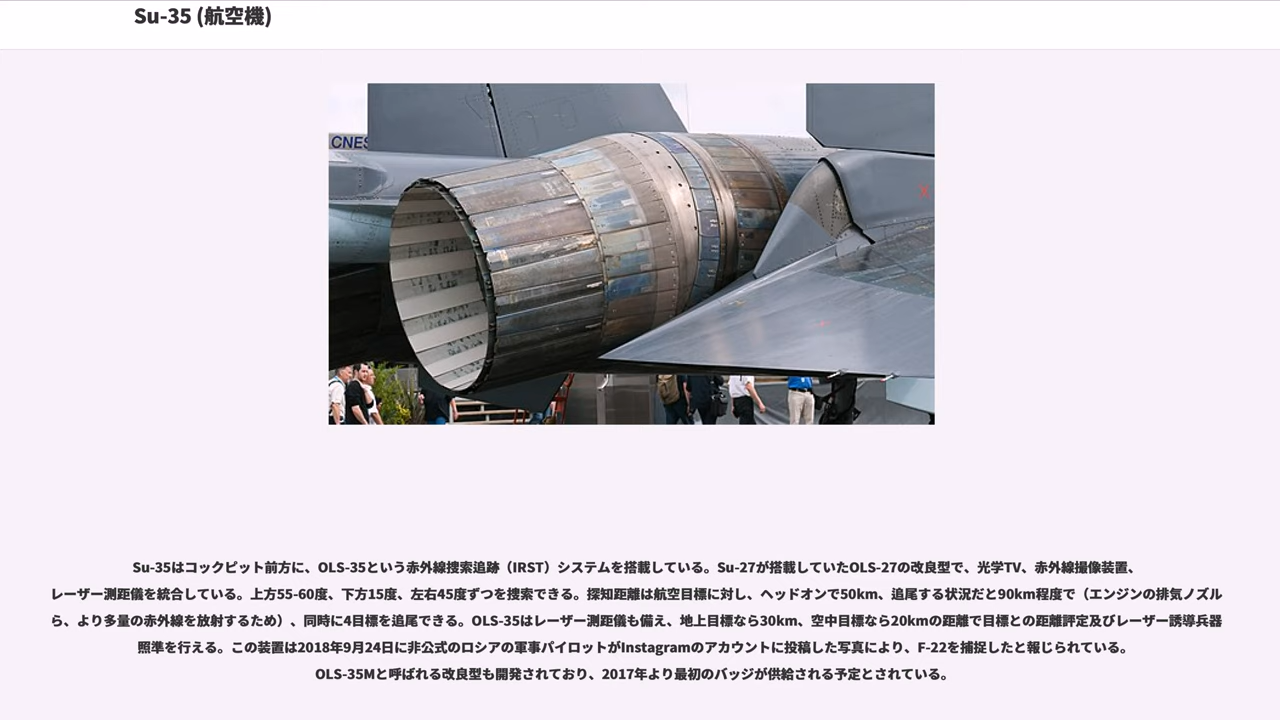 Su-35 (航空機)
CNES
Su-35はコックピット前方に、OLS-35という赤外線捜索追跡（IRST）システムを搭載している。Su-27が搭載していたOLS-27の改良型で、光学TV、赤外線撮像装置、
レーザー測距儀を統合している。上方55-60度、下方15度、左右45度ずつを捜索できる。探知距離は航空目標に対し、ヘッドオンで50km、追尾する状況だと90km程度で（エンジンの排気ノズル
ら、より多量の赤外線を放射するため）、同時に4目標を追尾できる。OLS-35はレーザー測距儀も備え、地上目標なら30km、空中目標なら20kmの距離で目標との距離評定及びレーザー誘導兵器
照準を行える。この装置は2018年9月24日に非公式のロシアの軍事パイロットがInstagramのアカウントに投稿した写真により、F-22を捕捉したと報じられている。
OLS-35Mと呼ばれる改良型も開発されており、2017年より最初のバッジが供給される予定とされている。